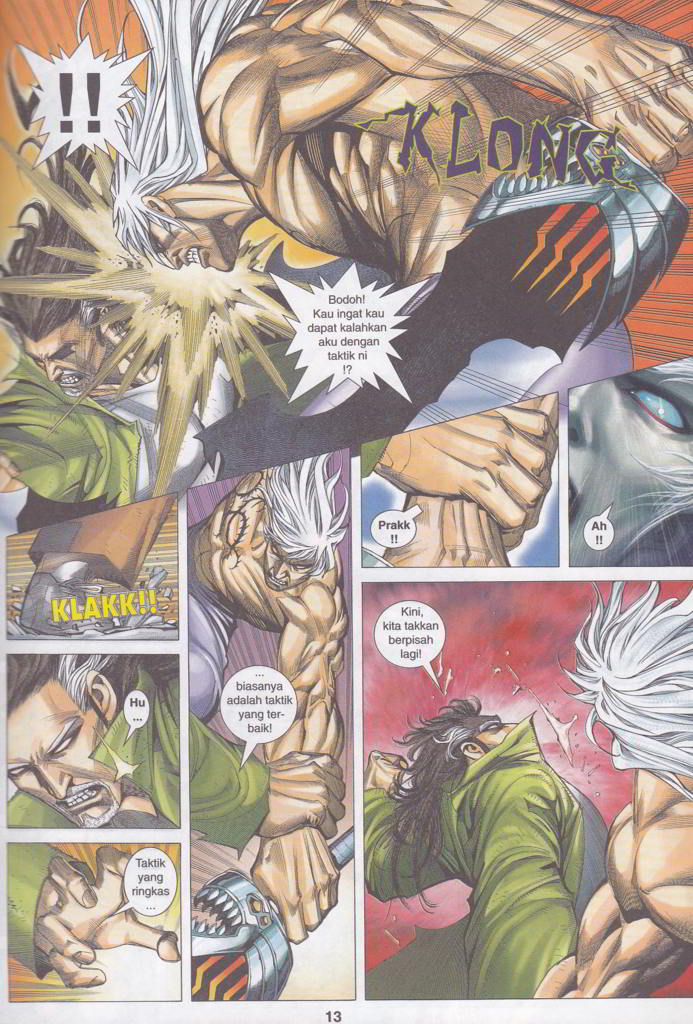 !!
KLONG
Bodoh!
Kau ingat kau
dapat kalahkan
aku dengan
taktik ni
!?
KLAKK!!
Hu
...
Taktik
yang
ringkas
...
...
biasanya
adalah taktik
yang ter-
baik!
Prakk
!!
Ah
!!
Kini,
kita takkan
berpisah
lagi!
13